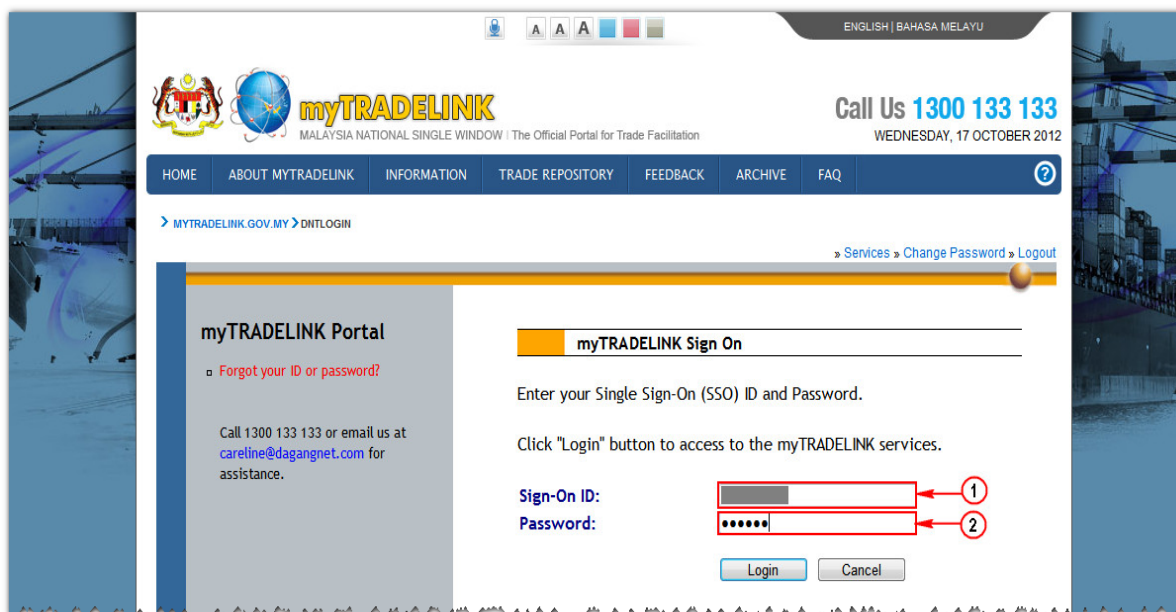 A A A
ENGLISH | BAHASA MELAYU
myTRADELINK
MALAYSIA NATIONAL SINGLE WINDOW | The Official Portal for Trade Facilitation
Call Us 1300 133 133
WEDNESDAY, 17 OCTOBER 2012
HOME ABOUT MYTRADELINK INFORMATION TRADE REPOSITORY FEEDBACK ARCHIVE FAQ ?
MYTRADELINK.GOV.MY DNTLOGIN
» Services » Change Password » Logout
myTRADELINK Portal
Forgot your ID or password?
Call 1300 133 133 or email us at
careline@dagangnet.com for
assistance.
myTRADELINK Sign On
Enter your Single Sign-On (SSO) ID and Password.
Click "Login" button to access to the myTRADELINK services.
Sign-On ID: 1
Password: •••••• 2
Login Cancel